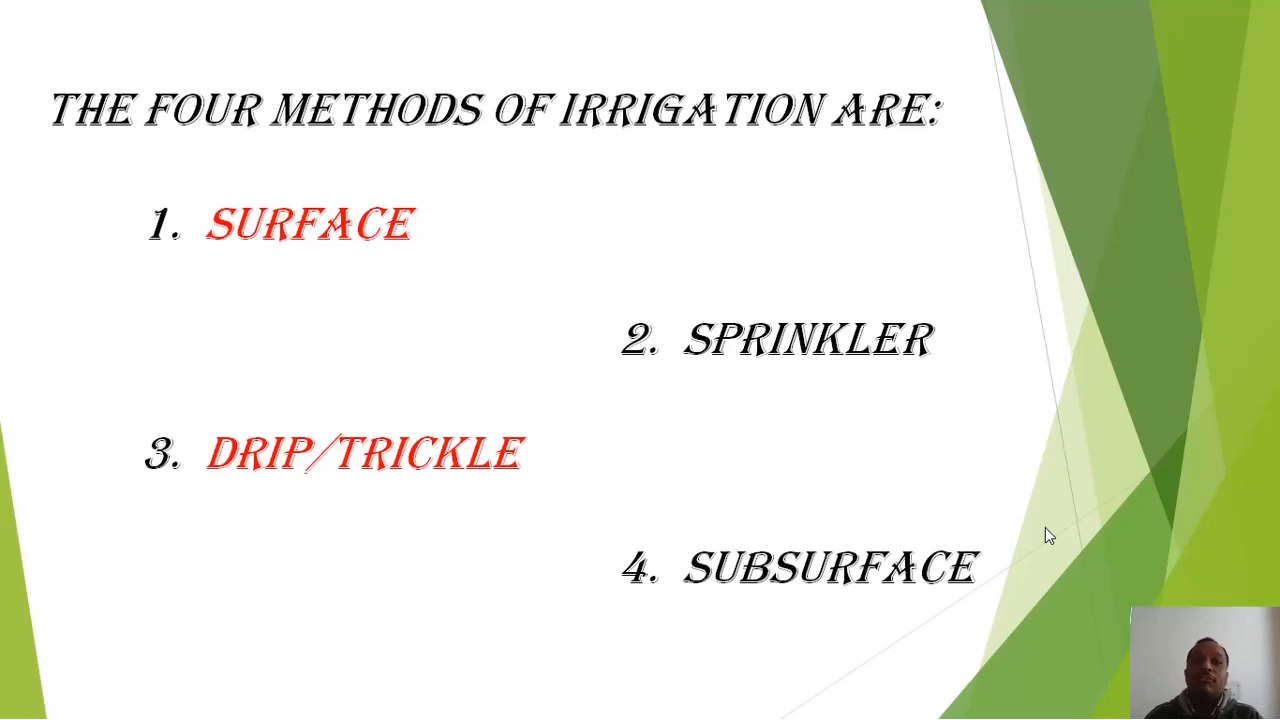 THE FOUR METHODS OF IRRIGATION ARE:
1. SURFACE
2. SPRINKLER
3. DRIP/TRICKLE
4. SUBSURFACE